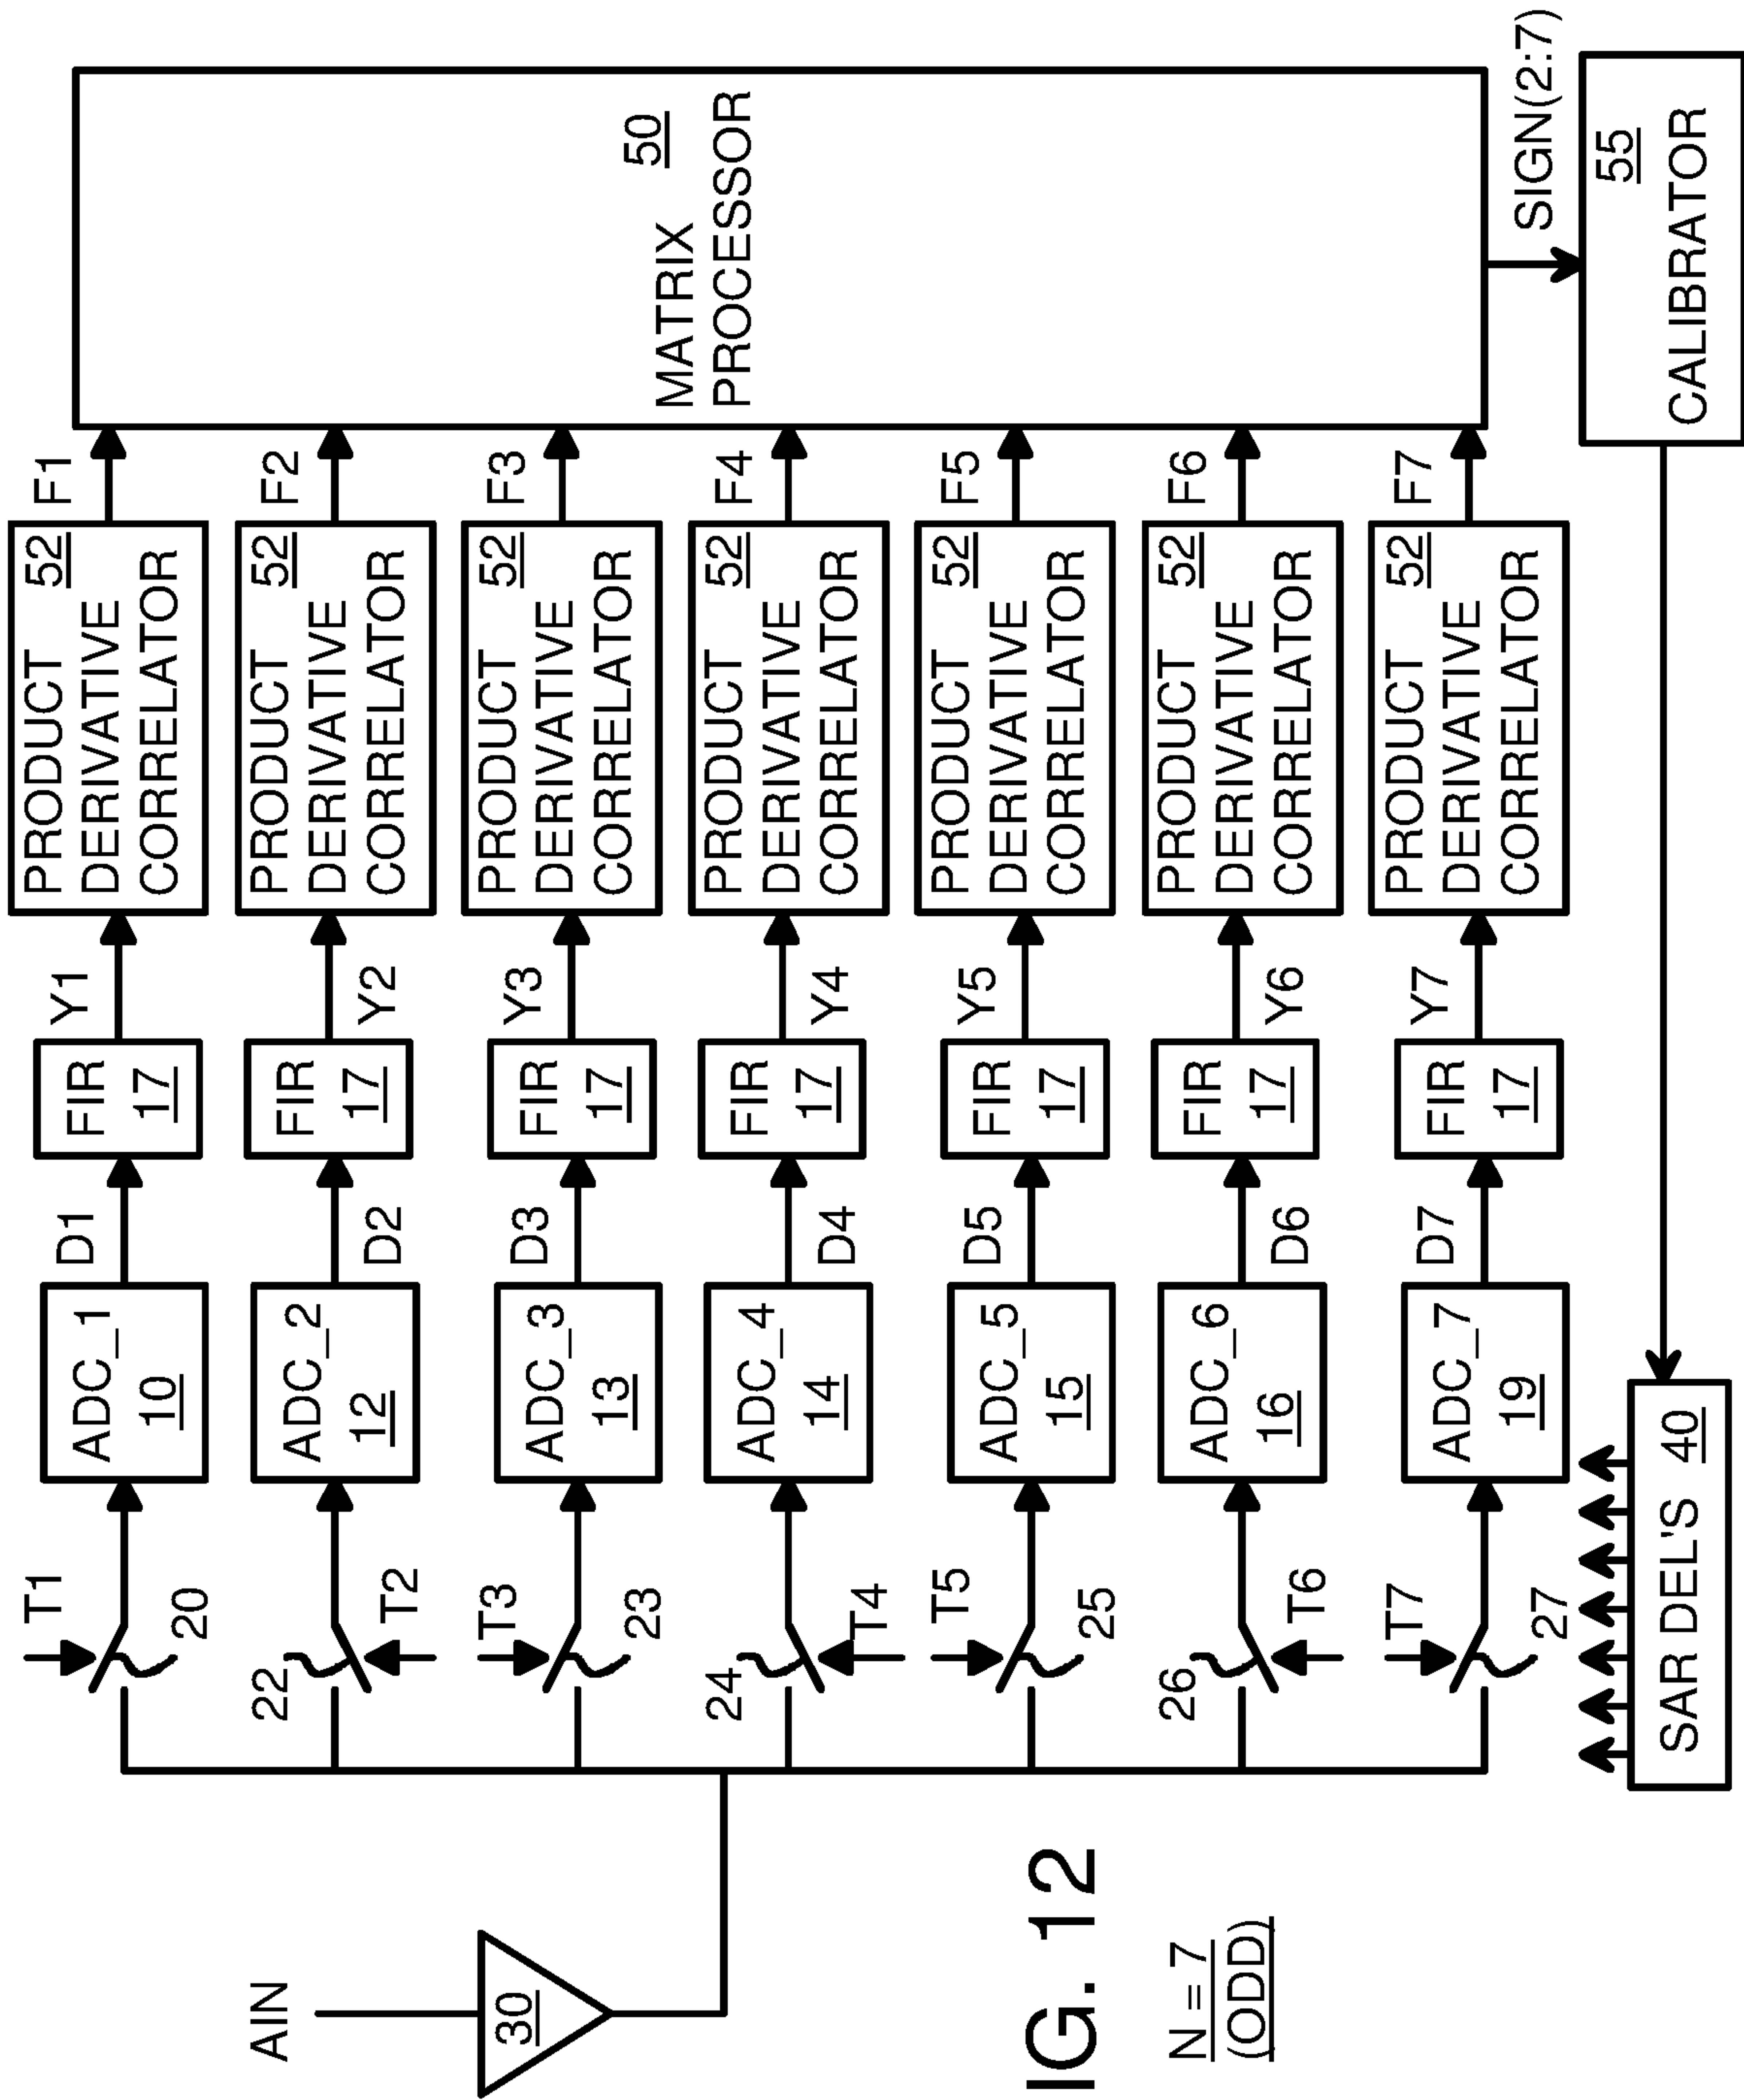 AIN
30
T1
20
ADC_1
10
D1
FIR
17
Y1
PRODUCT
52
DERIVATIVE
CORRELATOR
F1
22
T2
ADC_2
12
D2
FIR
17
Y2
PRODUCT
52
DERIVATIVE
CORRELATOR
F2
T3
23
ADC_3
13
D3
FIR
17
Y3
PRODUCT
52
DERIVATIVE
CORRELATOR
F3
24
T4
ADC_4
14
D4
FIR
17
Y4
PRODUCT
52
DERIVATIVE
CORRELATOR
F4
T5
25
ADC_5
15
D5
FIR
17
Y5
PRODUCT
52
DERIVATIVE
CORRELATOR
F5
26
T6
ADC_6
16
D6
FIR
17
Y6
PRODUCT
52
DERIVATIVE
CORRELATOR
F6
T7
27
ADC_7
19
D7
FIR
17
Y7
PRODUCT
52
DERIVATIVE
CORRELATOR
F7
50
MATRIX
PROCESSOR
SIGN(2:7)
55
CALIBRATOR
SAR DEL'S 40
IG. 12
N = 7
(ODD)